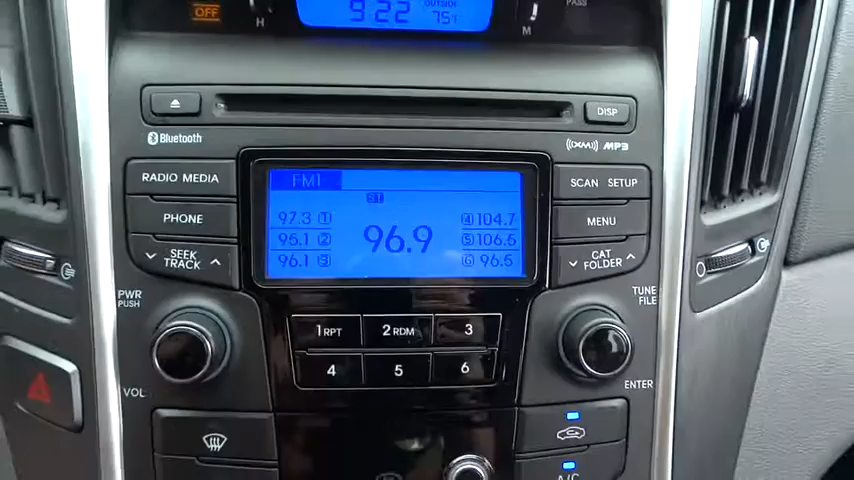 OFF
H
9:22
OUTSIDE
75°F
M
PASS
DISP
Bluetooth
XM MP3
RADIO MEDIA
PHONE
SEEK
TRACK
SCAN SETUP
MENU
CAT
FOLDER
FM1
ST
97.3 1
95.1 2
96.1 3
96.9
4 104.7
5 106.5
6 96.5
PWR
PUSH
VOL
TUNE
FILE
ENTER
1 RPT
2 RDM
3
4
5
6
A/C